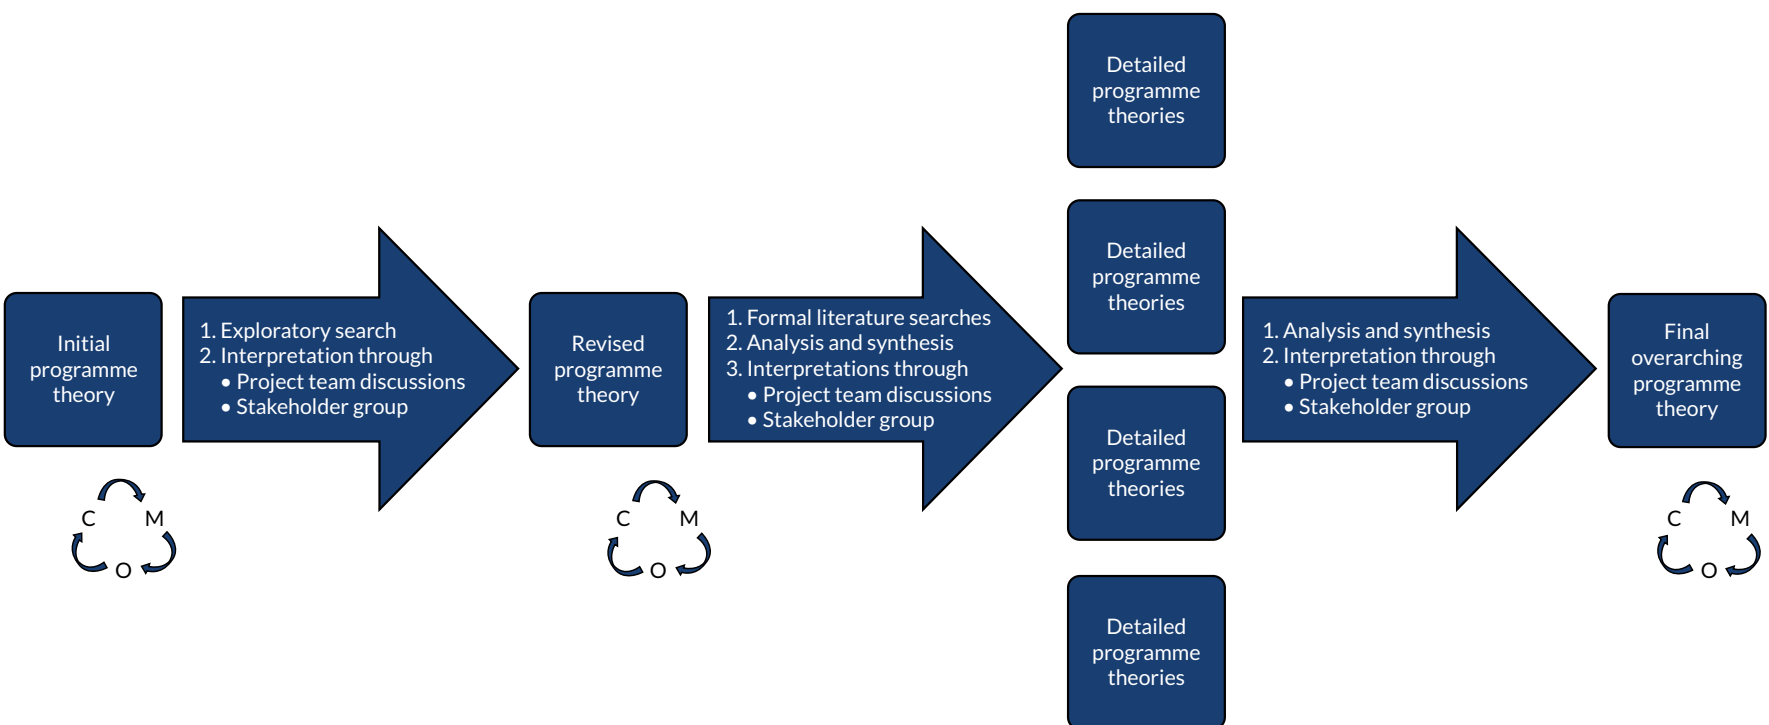 Initial
programme
theory
C
M
O
1. Exploratory search
2. Interpretation through
• Project team discussions
• Stakeholder group
Revised
programme
theory
C
M
O
1. Formal literature searches
2. Analysis and synthesis
3. Interpretations through
• Project team discussions
• Stakeholder group
Detailed
programme
theories
Detailed
programme
theories
Detailed
programme
theories
Detailed
programme
theories
1. Analysis and synthesis
2. Interpretation through
• Project team discussions
• Stakeholder group
Final
overarching
programme
theory
C
M
O